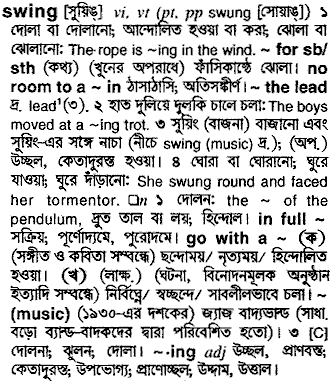 swing [সুয়িঙ্] vi, vt (pt, pp swung [সোয়াঙ্]) ১
দোলা বা দোলানো; আন্দোলিত হওয়া বা করা; ঝোলা বা
ঝোলানো: The rope is ~ing in the wind. ~ for sb/
sth (কথ্য) (খুনের অপরাধে) ফাঁসিকাষ্ঠে ঝোলা। no
room to a ~ in ঠাসাঠাসি; অতিসঙ্কীর্ণ। ~ the lead
দ্র. lead¹(৩). ২ হাত দুলিয়ে দুলকি চালে চলা: The boys
moved at a ~ing trot. ৩ সুয়িং (বাজনা) বাজানো এবং
সুয়িং-এর সঙ্গে নাচা (নীচে swing (music) দ্র.); (অপ.)
উচ্ছল, কেতাদুরস্ত হওয়া। ৪ ঘোরা বা ঘোরানো; ঘুরে
যাওয়া; ঘুরে দাঁড়ানো: She swung round and faced
her tormentor. □n ১ দোলন: the ~ of the
pendulum, দ্রুত তাল বা লয়; হিন্দোল। in full ~
সক্রিয়; পূর্ণোদ্যমে, পুরোদমে। go with a ~ (ক)
(সঙ্গীত ও কবিতা সম্বন্ধে) ছন্দোময়/ নৃত্যময়/ হিন্দোলিত
হওয়া। (খ) (লাক্ষ.) (ঘটনা, বিনোদনমূলক অনুষ্ঠান
ইত্যাদি সম্বন্ধে) নির্বিঘ্নে/ স্বচ্ছন্দে/ সাবলীলভাবে চলা। ~
(music) (১৯৩০-এর দশকের) জ্যাজ বাদ্যভান্ড (সাধা.
বড়ো ব্যান্ড-বাদকদের দ্বারা পরিবেশিত হতো)। ৩ [C]
দোলনা; ঝুলন; দোলা। ~.ing adj উচ্ছল, প্রাণবন্ত;
কেতাদুরস্ত; উপভোগ্য; প্রাণোচ্ছল; উদ্দাম, উত্তাল।